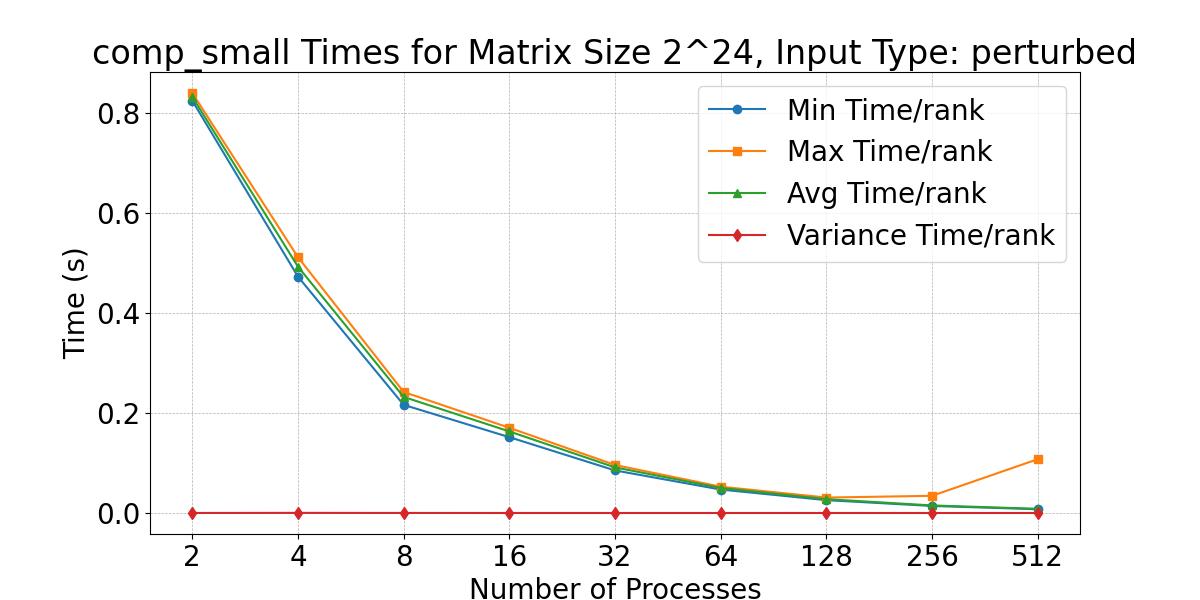 comp_small Times for Matrix Size 2^24, Input Type: perturbed
Min Time/rank
Max Time/rank
Avg Time/rank
Variance Time/rank
Time (s)
0.8
0.6
0.4
0.2
0.0
2 4 8 16 32 64 128 256 512
Number of Processes